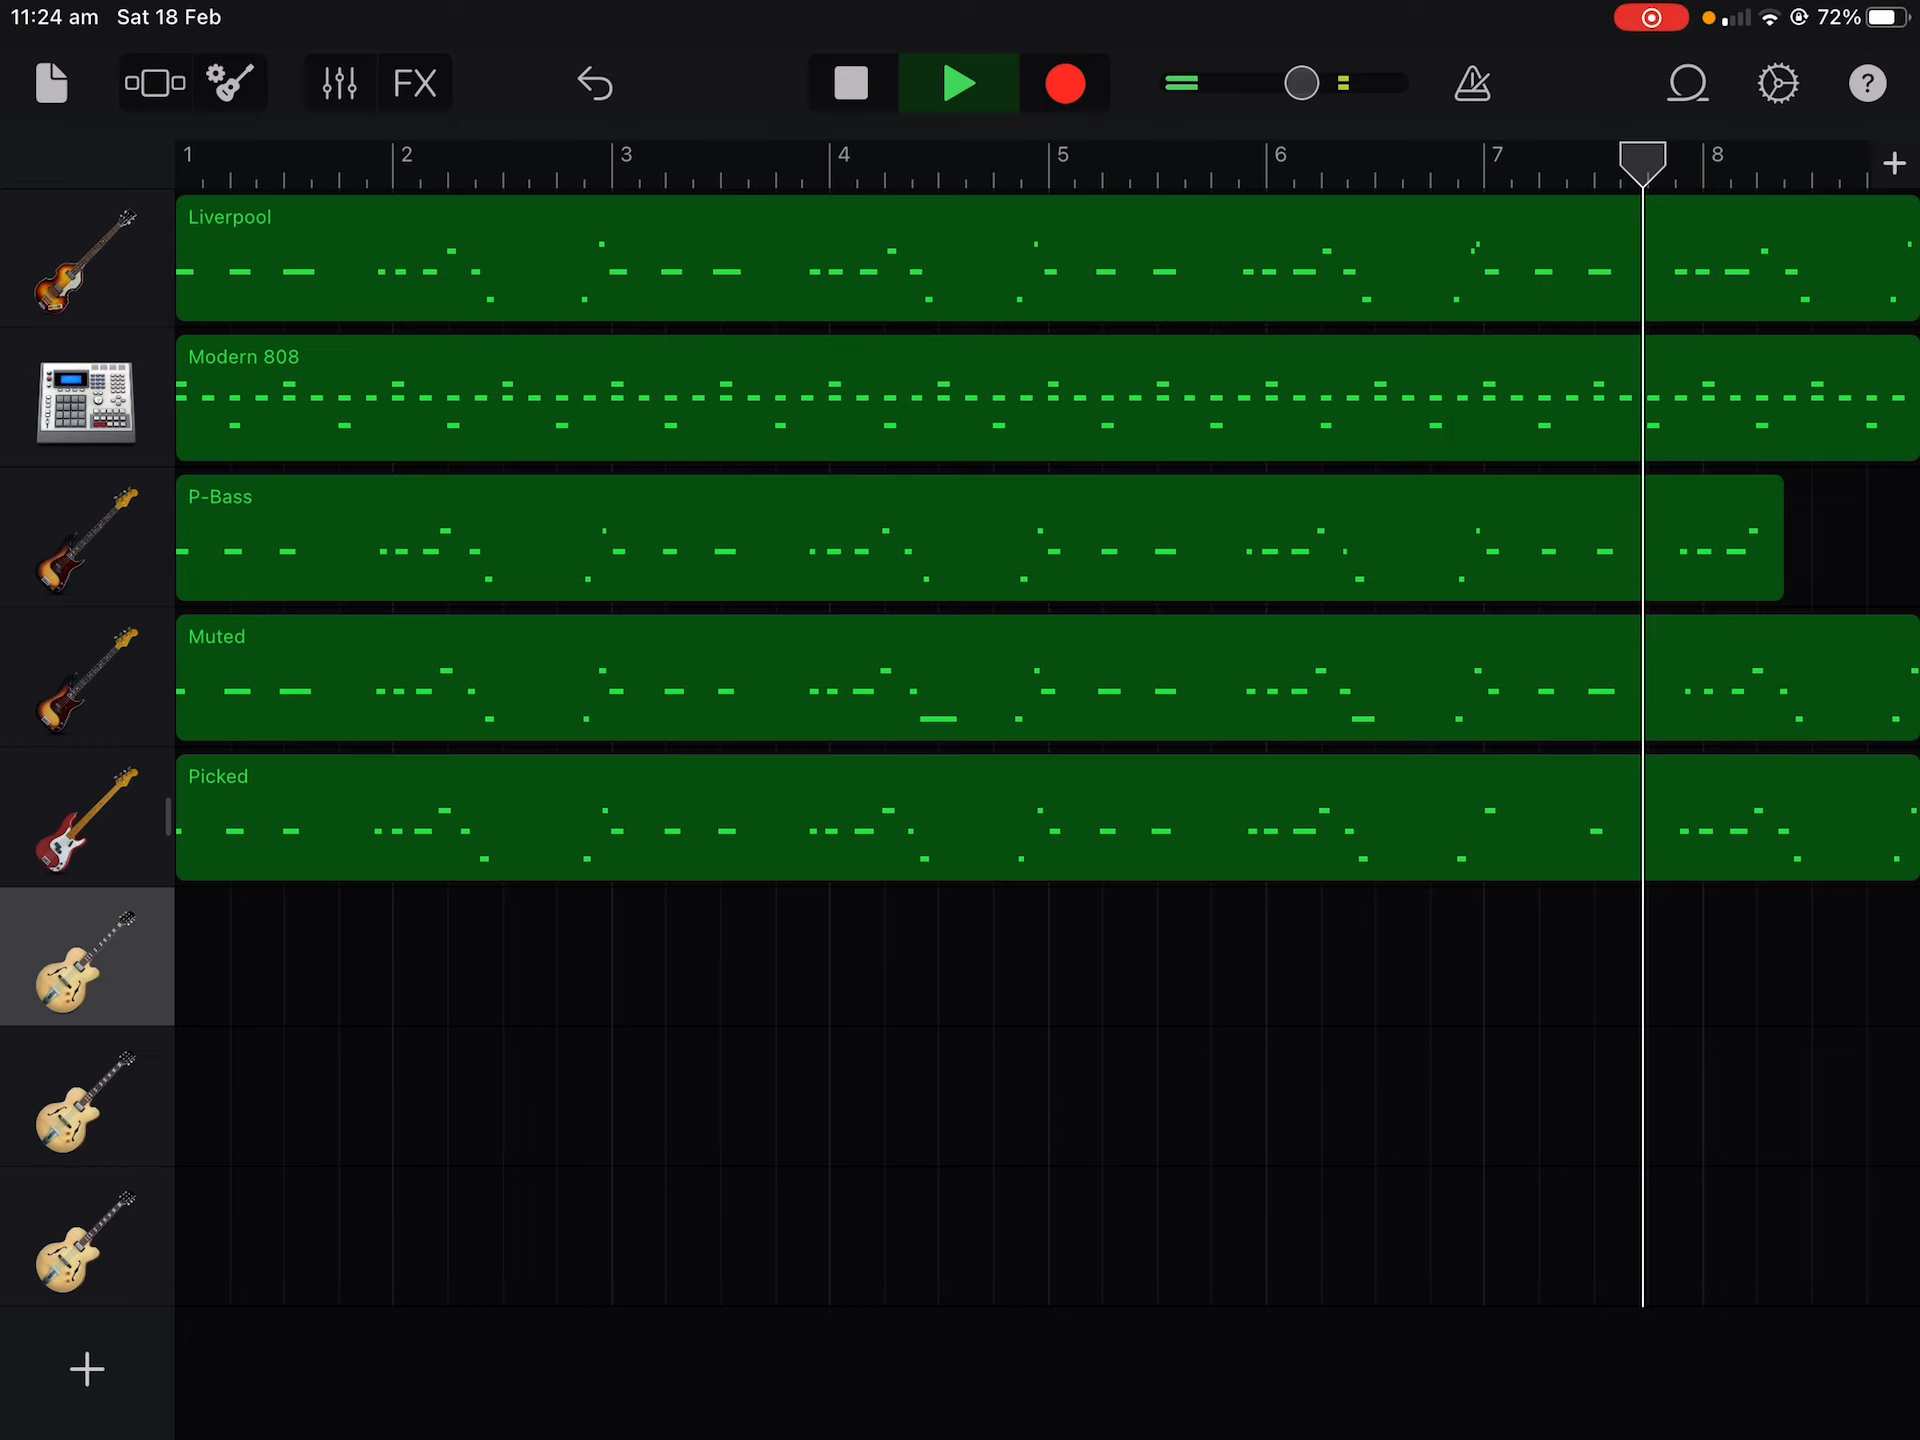 11:24 am Sat 18 Feb
72%
FX
?
1 2 3 4 5 6 7 8
Liverpool
Modern 808
P-Bass
Muted
Picked